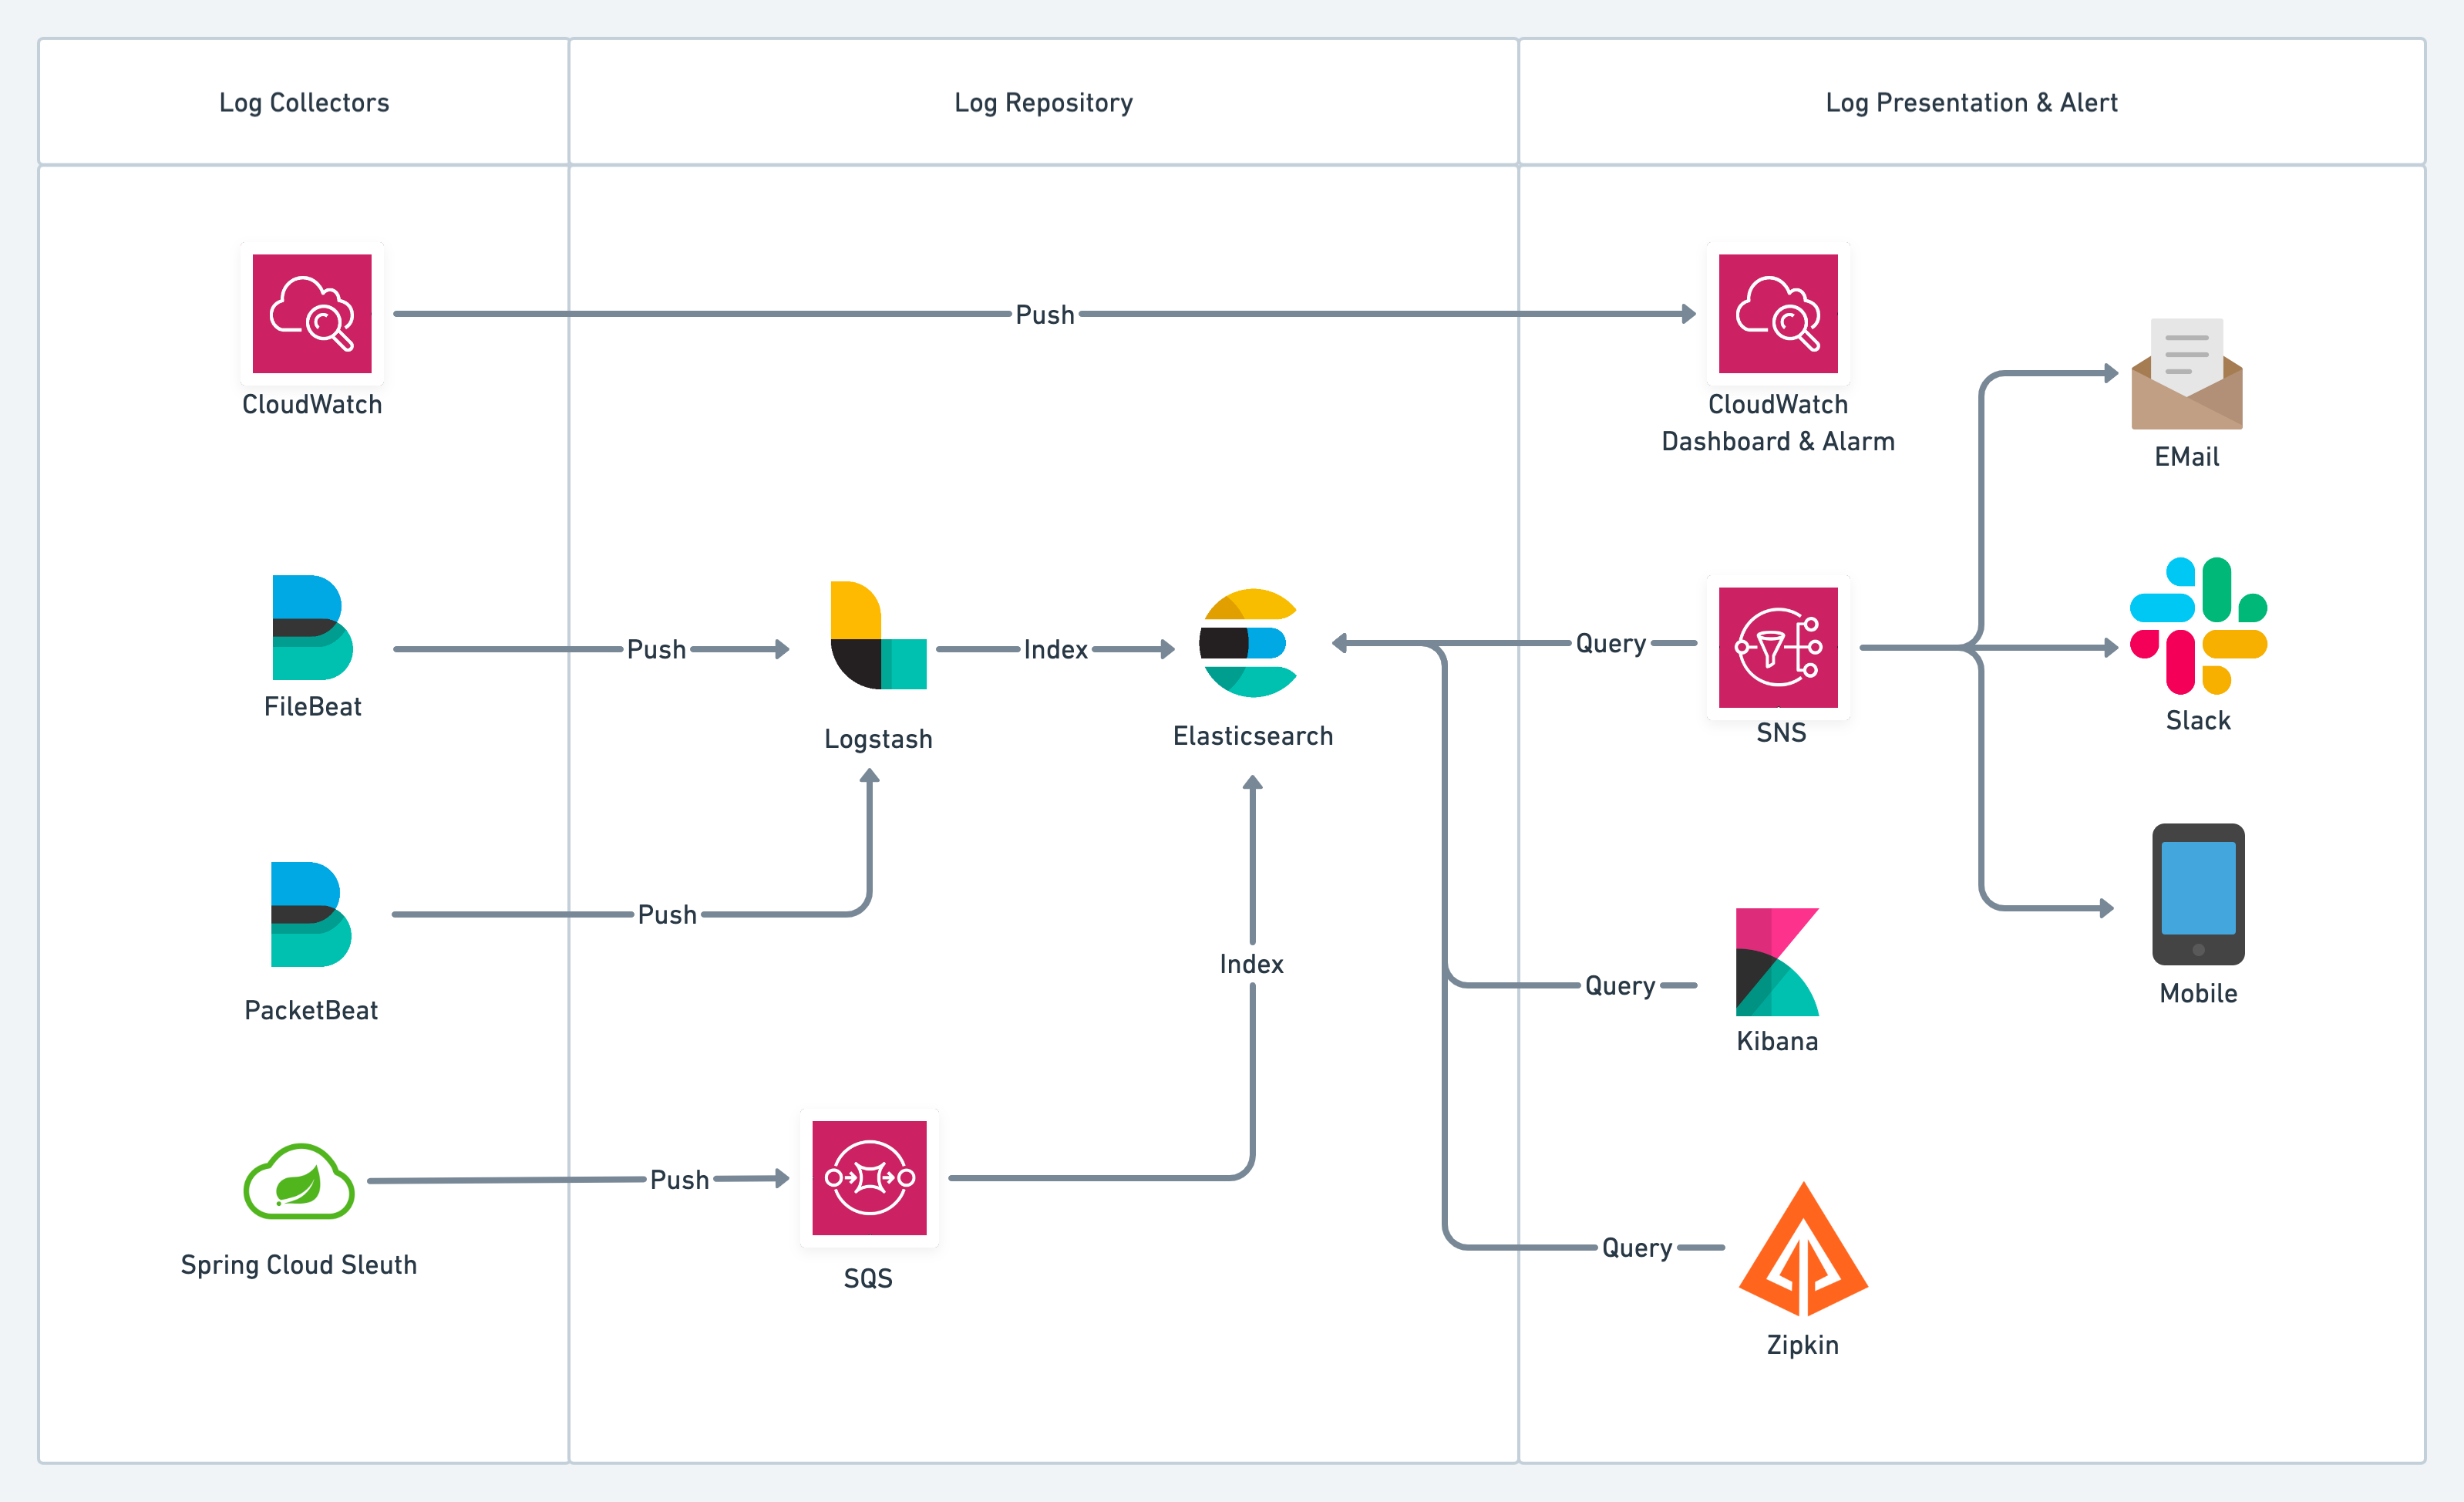 Log Collectors
Log Repository
Log Presentation & Alert
CloudWatch
Push
CloudWatch
Dashboard & Alarm
EMail
FileBeat
Push
Logstash
Index
Elasticsearch
Query
SNS
Slack
PacketBeat
Push
Index
Query
Kibana
Mobile
Spring Cloud Sleuth
Push
SQS
Query
Zipkin